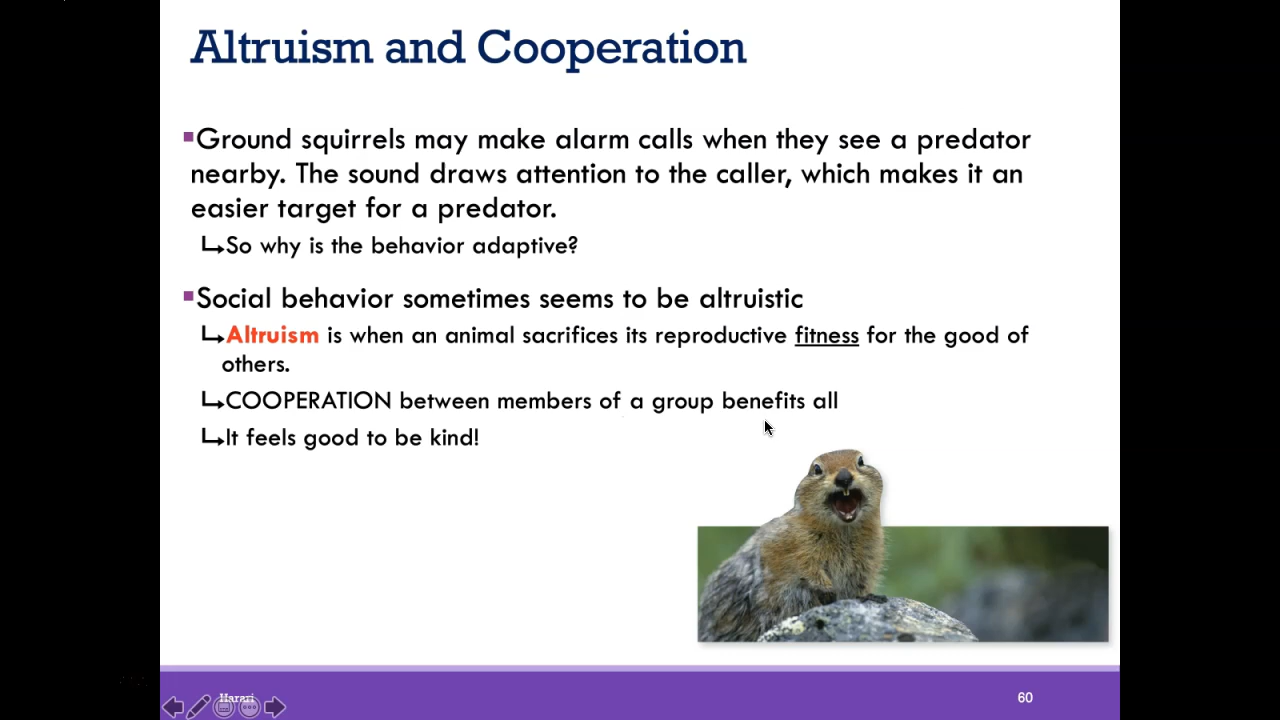 Altruism and Cooperation
Ground squirrels may make alarm calls when they see a predator
nearby. The sound draws attention to the caller, which makes it an
easier target for a predator.
So why is the behavior adaptive?
Social behavior sometimes seems to be altruistic
Altruism is when an animal sacrifices its reproductive fitness for the good of
others.
COOPERATION between members of a group benefits all
It feels good to be kind!
Harari
60